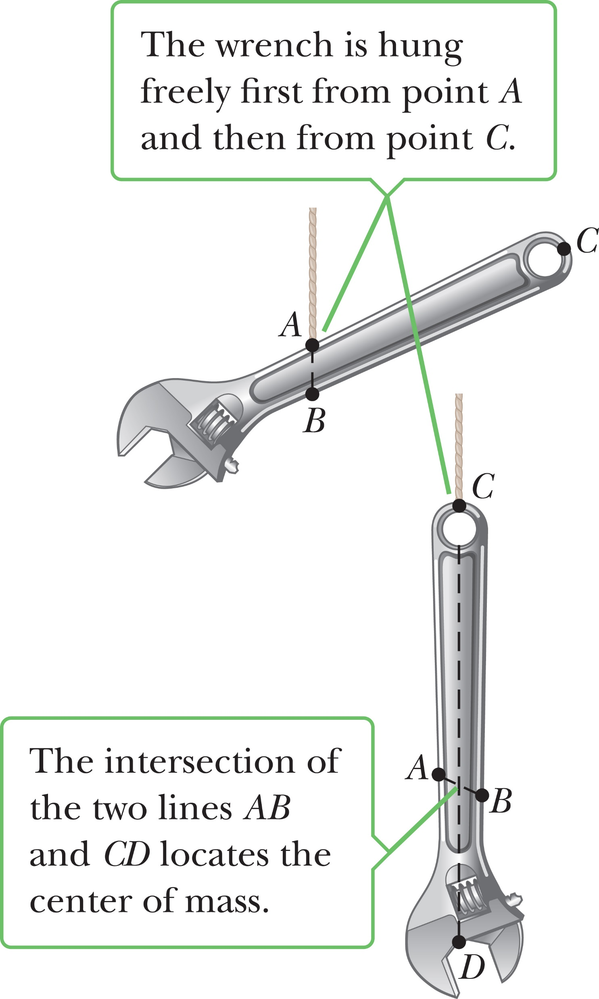 The wrench is hung
freely first from point A
and then from point C.
C
A
B
C
The intersection of
the two lines AB
and CD locates the
center of mass.
A
B
D